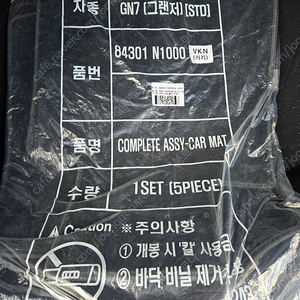 차종 GN7 [그랜저] [STD]
품번 84301 N1000 VKN (카키)
품명 COMPLETE ASSY-CAR MAT
수량 1SET (5PIECE)
Caution ※ 주의사항
① 개봉 시 '칼' 사용금
② 바닥 비닐 제거